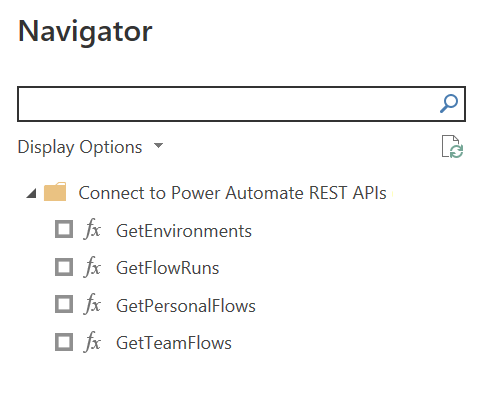 Navigator
Display Options
Connect to Power Automate REST APIs
fx GetEnvironments
fx GetFlowRuns
fx GetPersonalFlows
fx GetTeamFlows